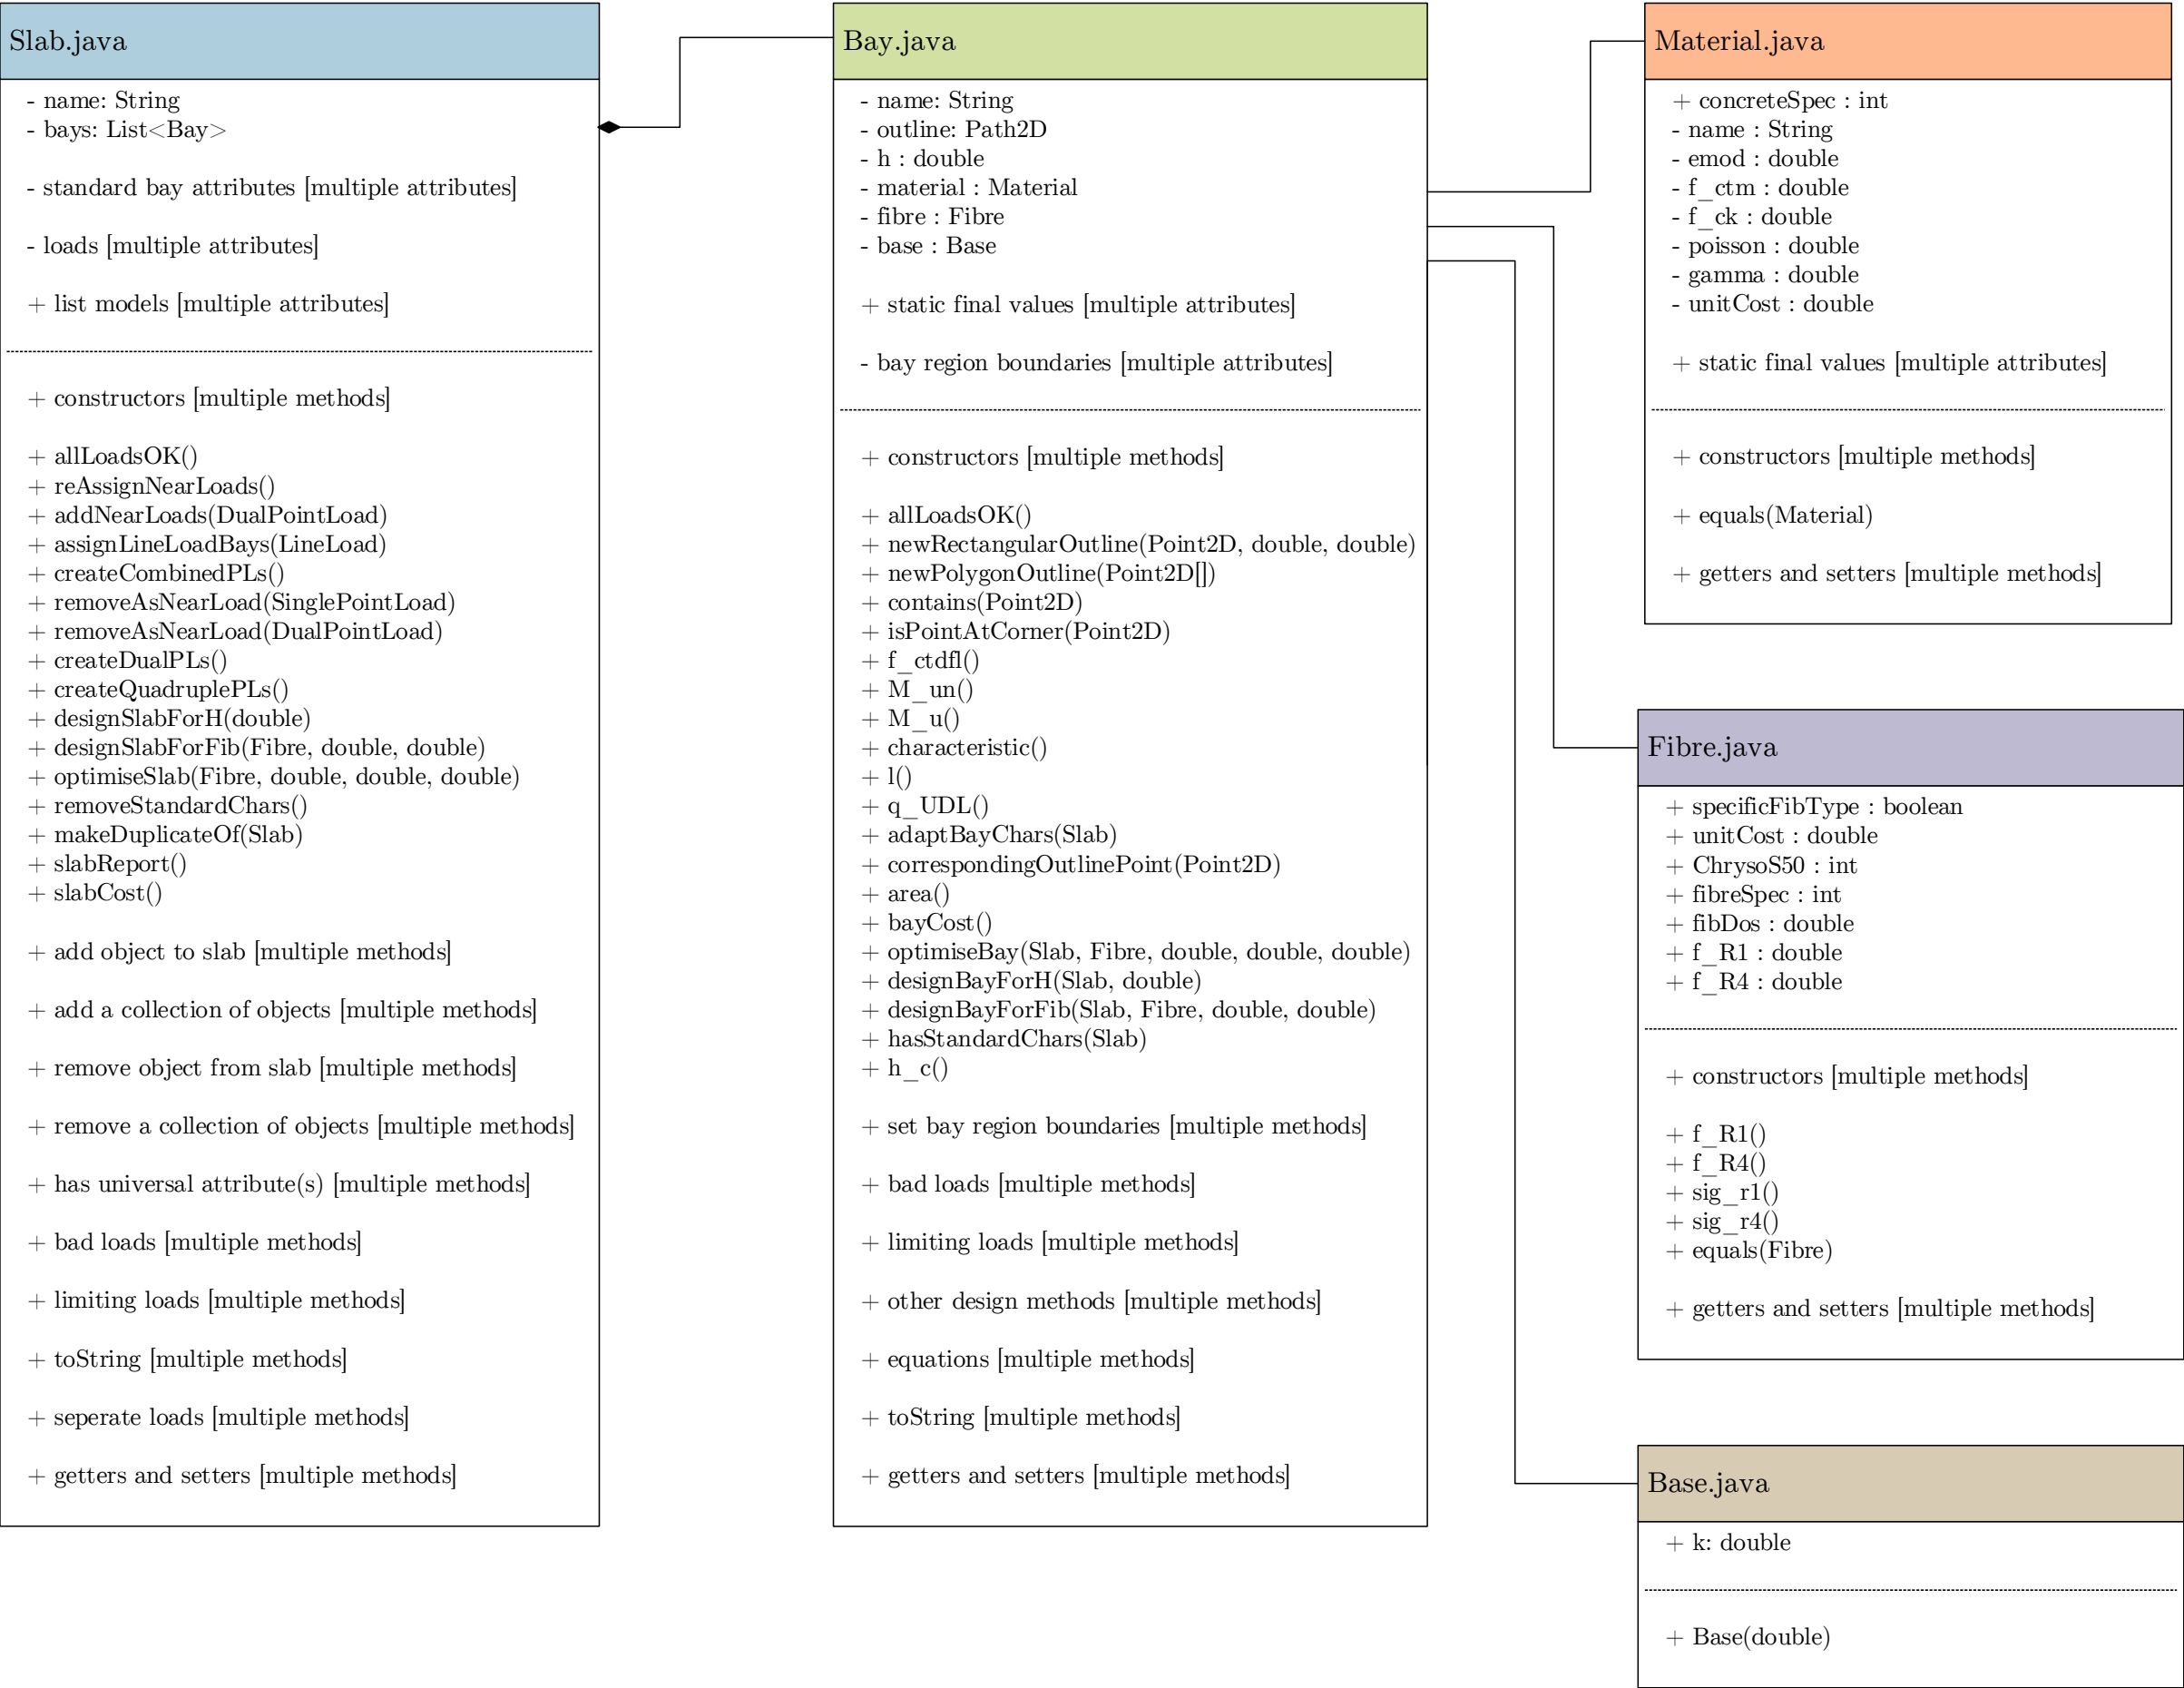 Slab.java
- name: String
- bays: List<Bay>
- standard bay attributes [multiple attributes]
- loads [multiple attributes]
+ list models [multiple attributes]
+ constructors [multiple methods]
+ allLoadsOK()
+ reAssignNearLoads()
+ addNearLoads(DualPointLoad)
+ assignLineLoadBays(LineLoad)
+ createCombinedPLs()
+ removeAsNearLoad(SinglePointLoad)
+ removeAsNearLoad(DualPointLoad)
+ createDualPLs()
+ createQuadruplePLs()
+ designSlabForH(double)
+ designSlabForFib(Fibre, double, double)
+ optimiseSlab(Fibre, double, double, double)
+ removeStandardChars()
+ makeDuplicateOf(Slab)
+ slabReport()
+ slabCost()
+ add object to slab [multiple methods]
+ add a collection of objects [multiple methods]
+ remove object from slab [multiple methods]
+ remove a collection of objects [multiple methods]
+ has universal attribute(s) [multiple methods]
+ bad loads [multiple methods]
+ limiting loads [multiple methods]
+ toString [multiple methods]
+ seperate loads [multiple methods]
+ getters and setters [multiple methods]
Bay.java
- name: String
- outline: Path2D
- h : double
- material : Material
- fibre : Fibre
- base : Base
+ static final values [multiple attributes]
- bay region boundaries [multiple attributes]
+ constructors [multiple methods]
+ allLoadsOK()
+ newRectangularOutline(Point2D, double, double)
+ newPolygonOutline(Point2D[])
+ contains(Point2D)
+ isPointAtCorner(Point2D)
+ f_ctdfl()
+ M_un()
+ M_u()
+ characteristic()
+ l()
+ q_UDL()
+ adaptBayChars(Slab)
+ correspondingOutlinePoint(Point2D)
+ area()
+ bayCost()
+ optimiseBay(Slab, Fibre, double, double, double)
+ designBayForH(Slab, double)
+ designBayForFib(Slab, Fibre, double, double)
+ hasStandardChars(Slab)
+ h_c()
+ set bay region boundaries [multiple methods]
+ bad loads [multiple methods]
+ limiting loads [multiple methods]
+ other design methods [multiple methods]
+ equations [multiple methods]
+ toString [multiple methods]
+ getters and setters [multiple methods]
Material.java
+ concreteSpec : int
- name : String
- emod : double
- f_ctm : double
- f_ck : double
- poisson : double
- gamma : double
- unitCost : double
+ static final values [multiple attributes]
+ constructors [multiple methods]
+ equals(Material)
+ getters and setters [multiple methods]
Fibre.java
+ specificFibType : boolean
+ unitCost : double
+ ChrysoS50 : int
+ fibreSpec : int
+ fibDos : double
+ f_R1 : double
+ f_R4 : double
+ constructors [multiple methods]
+ f_R1()
+ f_R4()
+ sig_r1()
+ sig_r4()
+ equals(Fibre)
+ getters and setters [multiple methods]
Base.java
+ k: double
+ Base(double)